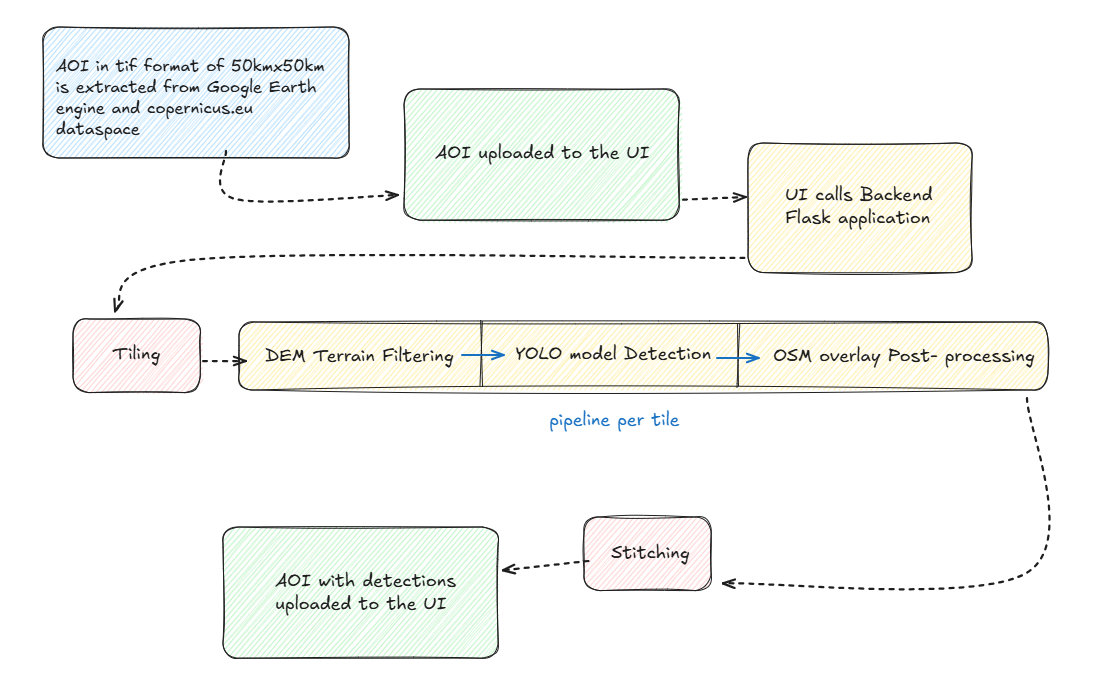 AOI in tif format of 50kmx50km
is extracted from Google Earth
engine and copernicus.eu
dataspace
AOI uploaded to the UI
UI calls Backend
Flask application
Tiling
DEM Terrain Filtering
YOLO model Detection
OSM overlay Post- processing
pipeline per tile
Stitching
AOI with detections
uploaded to the UI